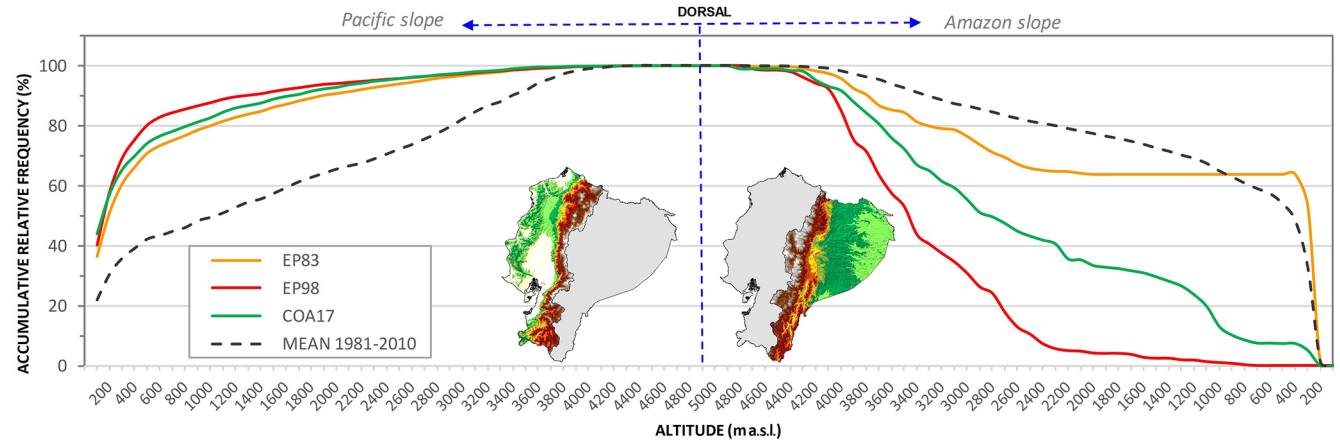 Pacific slope
DORSAL
Amazon slope
ACCUMULATIVE RELATIVE FREQUENCY (%)
100
80
60
40
20
0
EP83
EP98
COA17
MEAN 1981-2010
200 400 600 800 1000 1200 1400 1600 1800 2000 2200 2400 2600 2800 3000 3200 3400 3600 3800 4000 4200 4400 4600 4800 5000 4800 4600 4400 4200 4000 3800 3600 3400 3200 3000 2800 2600 2400 2200 2000 1800 1600 1400 1200 1000 800 600 400 200
ALTITUDE (m a.s.l.)